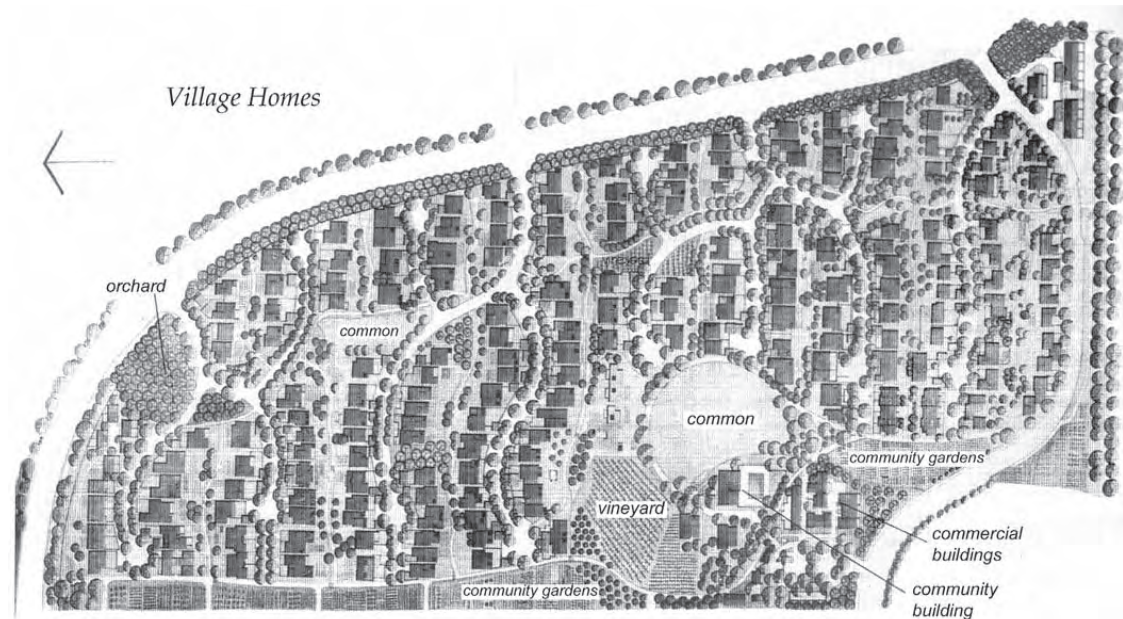 Village Homes
orchard
common
common
community gardens
vineyard
commercial
buildings
community gardens
community
building